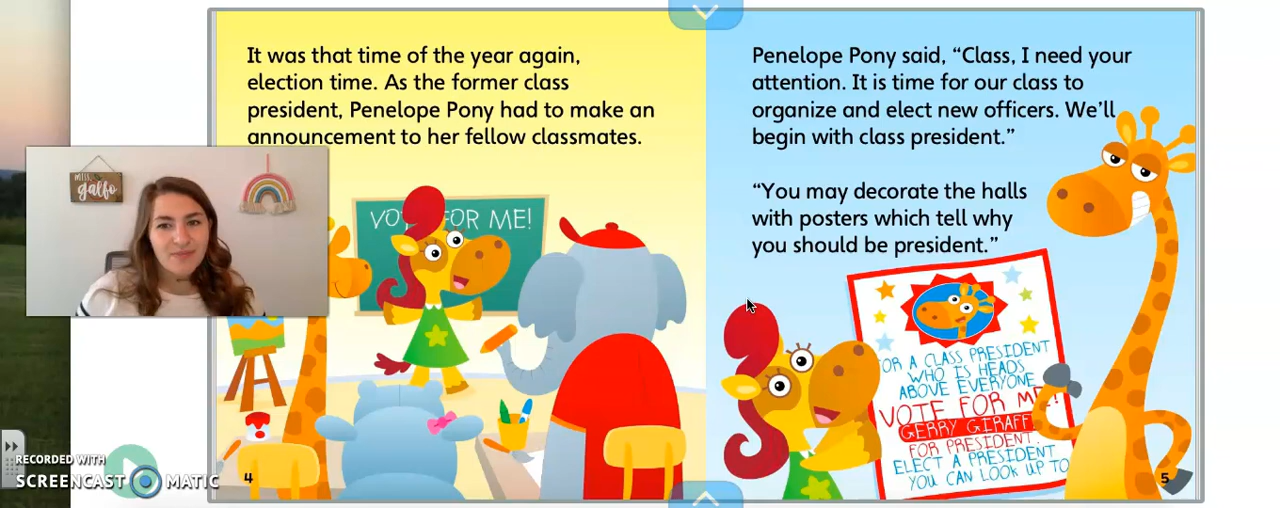 It was that time of the year again,
election time. As the former class
president, Penelope Pony had to make an
announcement to her fellow classmates.
Penelope Pony said, “Class, I need your
attention. It is time for our class to
organize and elect new officers. We’ll
begin with class president.”
“You may decorate the halls
with posters which tell why
you should be president.”
MISS.
galfo
VO FOR ME!
OR A CLASS PRESIDENT
WHO IS HEADS
ABOVE EVERYONE
VOTE FOR ME!
GERRY GIRAFF
FOR PRESIDENT.
ELECT A PRESIDENT
YOU CAN LOOK UP TO
4
5
RECORDED WITH
SCREENCAST MATIC